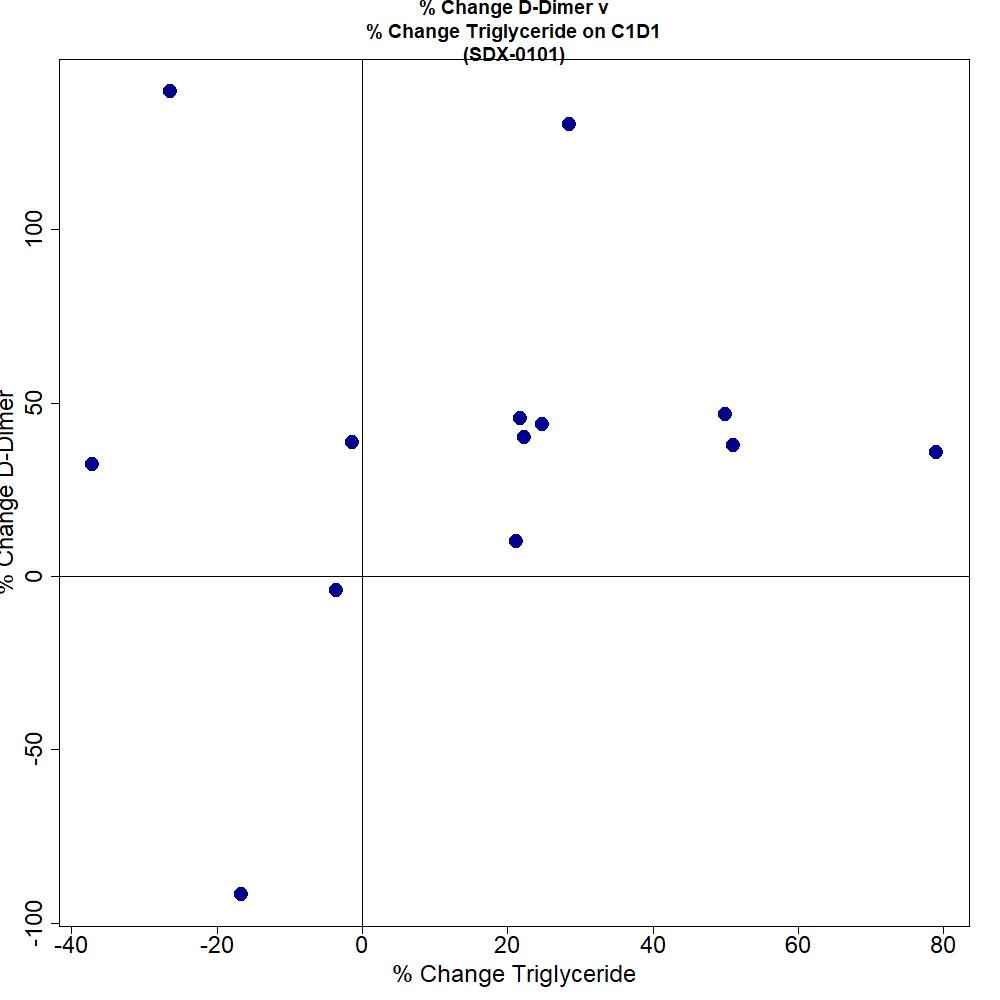 % Change D-Dimer v
% Change Triglyceride on C1D1
(SDX-0101)
% Change D-Dimer
100
50
0
-50
-100
-40 -20 0 20 40 60 80
% Change Triglyceride